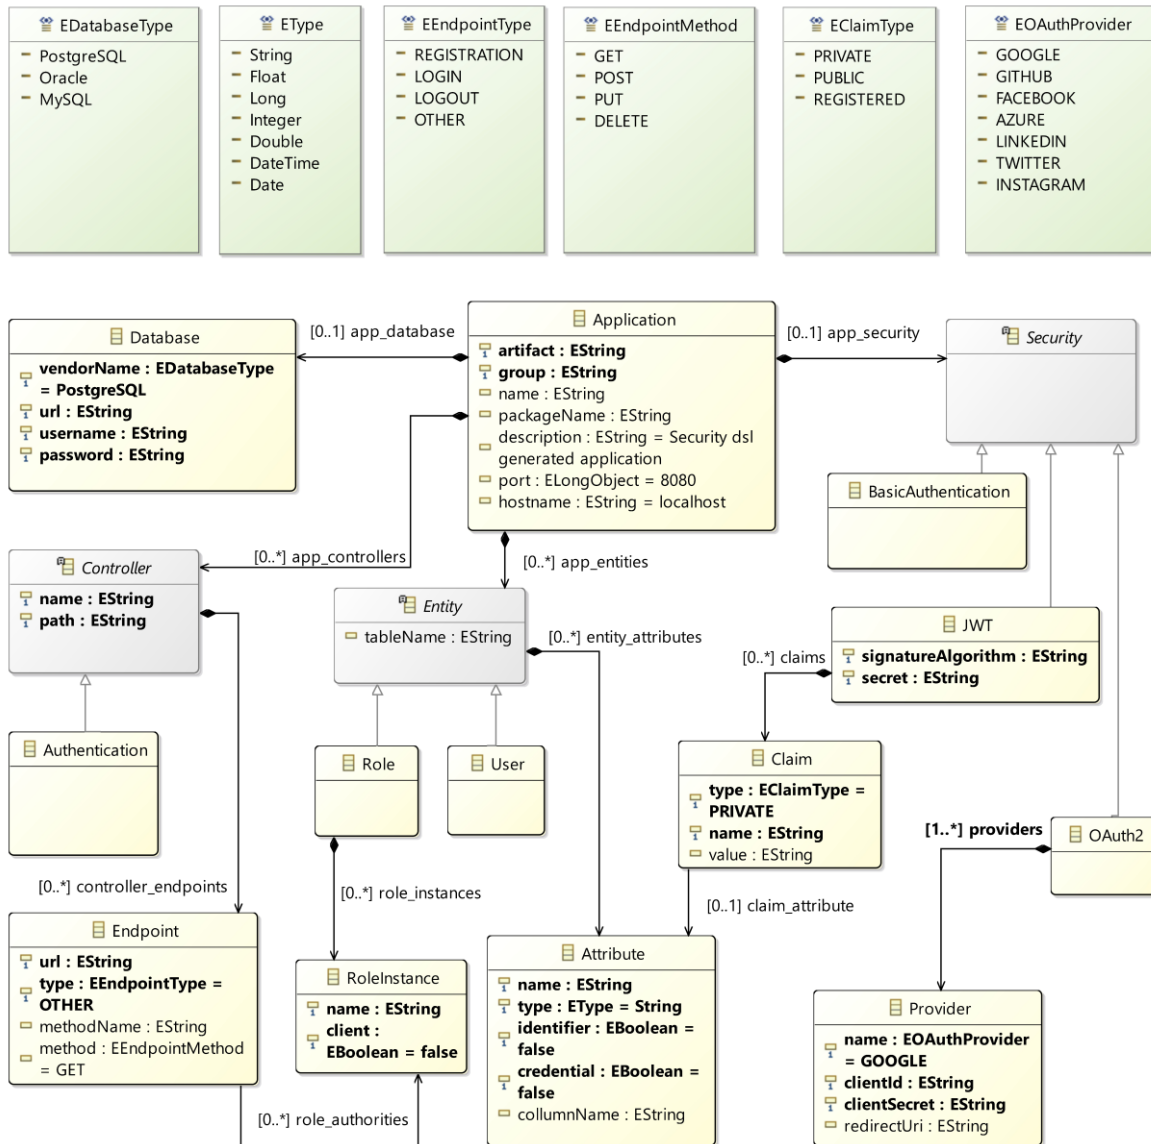 EDatabaseType
PostgreSQL
Oracle
MySQL
EType
String
Float
Long
Integer
Double
DateTime
Date
EEndpointType
REGISTRATION
LOGIN
LOGOUT
OTHER
EEndpointMethod
GET
POST
PUT
DELETE
EClaimType
PRIVATE
PUBLIC
REGISTERED
EOAuthProvider
GOOGLE
GITHUB
FACEBOOK
AZURE
LINKEDIN
TWITTER
INSTAGRAM
Database
vendorName : EDatabaseType
= PostgreSQL
url : EString
username : EString
password : EString
[0..1] app_database
Application
artifact : EString
group : EString
name : EString
packageName : EString
description : EString = Security dsl
generated application
port : ELongObject = 8080
hostname : EString = localhost
[0..1] app_security
Security
BasicAuthentication
[0..*] app_controllers
[0..*] app_entities
Controller
name : EString
path : EString
Entity
tableName : EString
[0..*] entity_attributes
JWT
signatureAlgorithm : EString
secret : EString
[0..*] claims
Authentication
Role
User
Claim
type : EClaimType =
PRIVATE
name : EString
value : EString
[1..*] providers
OAuth2
[0..*] controller_endpoints
[0..*] role_instances
[0..1] claim_attribute
Endpoint
url : EString
type : EEndpointType =
OTHER
methodName : EString
method : EEndpointMethod
= GET
RoleInstance
name : EString
client :
EBoolean = false
Attribute
name : EString
type : EType = String
identifier : EBoolean =
false
credential : EBoolean =
false
collumnName : EString
Provider
name : EOAuthProvider
= GOOGLE
clientId : EString
clientSecret : EString
redirectUri : EString
[0..*] role_authorities